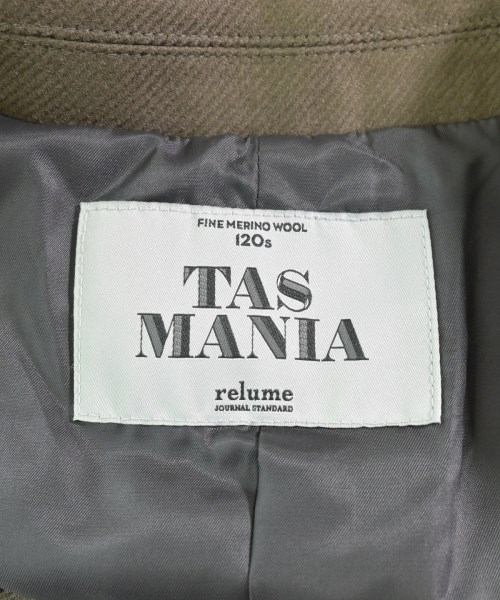 FINE MERINO WOOL
120s
TAS
MANIA
relume
JOURNAL STANDARD